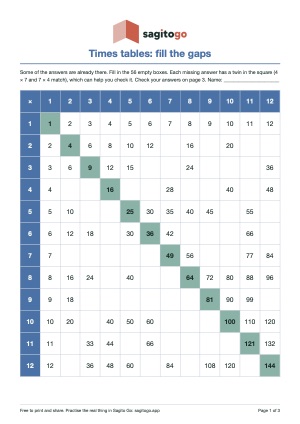 sagitogo
Times tables: fill the gaps
Some of the answers are already there. Fill in the 56 empty boxes. Each missing answer has a twin in the square (4
× 7 and 7 × 4 match), which can help you check it. Check your answers on page 3. Name:
× 1 2 3 4 5 6 7 8 9 10 11 12
1 1 2 3 4 5 6 7 8 9 10 11 12
2 2 4 6 8 10 12 16 20
3 3 6 9 12 15 24 36
4 4 16 28 40 48
5 5 10 25 30 35 40 45 55
6 6 12 18 30 36 42 66
7 7 49 56 77 84
8 8 16 24 40 64 72 80 88 96
9 9 18 81 90 99
10 10 20 40 50 60 100 110 120
11 11 33 44 66 121 132
12 12 36 48 60 84 108 120 144
Free to print and share. Practise the real thing in Sagito Go: sagitogo.app Page 1 of 3